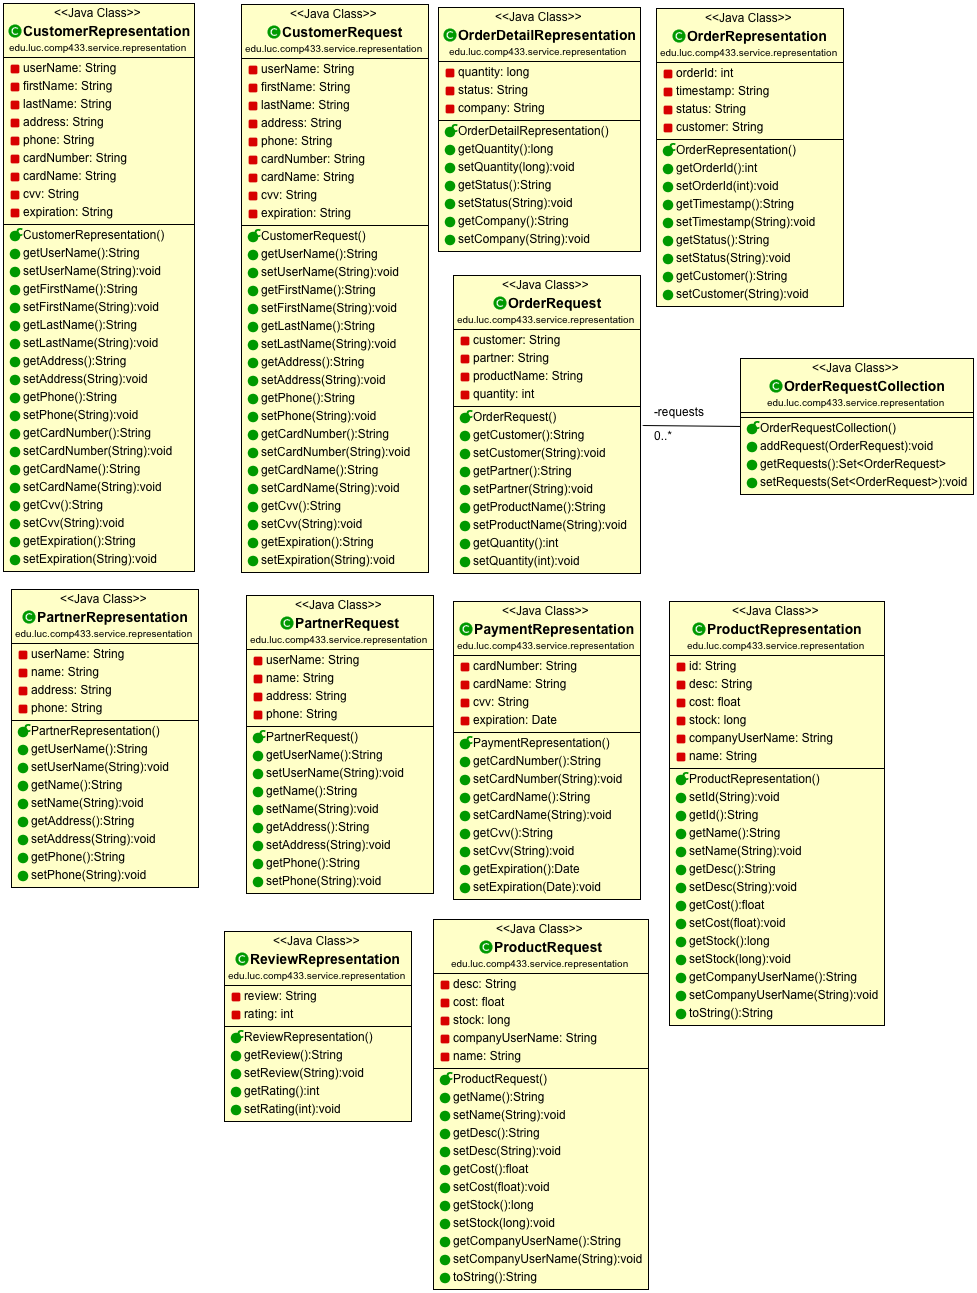 <<Java Class>>
CustomerRepresentation
edu.luc.comp433.service.representation
userName: String
firstName: String
lastName: String
address: String
phone: String
cardNumber: String
cardName: String
cvv: String
expiration: String
CustomerRepresentation()
getUserName():String
setUserName(String):void
getFirstName():String
setFirstName(String):void
getLastName():String
setLastName(String):void
getAddress():String
setAddress(String):void
getPhone():String
setPhone(String):void
getCardNumber():String
setCardNumber(String):void
getCardName():String
setCardName(String):void
getCvv():String
setCvv(String):void
getExpiration():String
setExpiration(String):void
<<Java Class>>
CustomerRequest
edu.luc.comp433.service.representation
userName: String
firstName: String
lastName: String
address: String
phone: String
cardNumber: String
cardName: String
cvv: String
expiration: String
CustomerRequest()
getUserName():String
setUserName(String):void
getFirstName():String
setFirstName(String):void
getLastName():String
setLastName(String):void
getAddress():String
setAddress(String):void
getPhone():String
setPhone(String):void
getCardNumber():String
setCardNumber(String):void
getCardName():String
setCardName(String):void
getCvv():String
setCvv(String):void
getExpiration():String
setExpiration(String):void
<<Java Class>>
OrderDetailRepresentation
edu.luc.comp433.service.representation
quantity: long
status: String
company: String
OrderDetailRepresentation()
getQuantity():long
setQuantity(long):void
getStatus():String
setStatus(String):void
getCompany():String
setCompany(String):void
<<Java Class>>
OrderRepresentation
edu.luc.comp433.service.representation
orderId: int
timestamp: String
status: String
customer: String
OrderRepresentation()
getOrderId():int
setOrderId(int):void
getTimestamp():String
setTimestamp(String):void
getStatus():String
setStatus(String):void
getCustomer():String
setCustomer(String):void
<<Java Class>>
OrderRequest
edu.luc.comp433.service.representation
customer: String
partner: String
productName: String
quantity: int
OrderRequest()
getCustomer():String
setCustomer(String):void
getPartner():String
setPartner(String):void
getProductName():String
setProductName(String):void
getQuantity():int
setQuantity(int):void
-requests
0..*
<<Java Class>>
OrderRequestCollection
edu.luc.comp433.service.representation
OrderRequestCollection()
addRequest(OrderRequest):void
getRequests():Set<OrderRequest>
setRequests(Set<OrderRequest>):void
<<Java Class>>
PartnerRepresentation
edu.luc.comp433.service.representation
userName: String
name: String
address: String
phone: String
PartnerRepresentation()
getUserName():String
setUserName(String):void
getName():String
setName(String):void
getAddress():String
setAddress(String):void
getPhone():String
setPhone(String):void
<<Java Class>>
PartnerRequest
edu.luc.comp433.service.representation
userName: String
name: String
address: String
phone: String
PartnerRequest()
getUserName():String
setUserName(String):void
getName():String
setName(String):void
getAddress():String
setAddress(String):void
getPhone():String
setPhone(String):void
<<Java Class>>
PaymentRepresentation
edu.luc.comp433.service.representation
cardNumber: String
cardName: String
cvv: String
expiration: Date
PaymentRepresentation()
getCardNumber():String
setCardNumber(String):void
getCardName():String
setCardName(String):void
getCvv():String
setCvv(String):void
getExpiration():Date
setExpiration(Date):void
<<Java Class>>
ProductRepresentation
edu.luc.comp433.service.representation
id: String
desc: String
cost: float
stock: long
companyUserName: String
name: String
ProductRepresentation()
setId(String):void
getId():String
getName():String
setName(String):void
getDesc():String
setDesc(String):void
getCost():float
setCost(float):void
getStock():long
setStock(long):void
getCompanyUserName():String
setCompanyUserName(String):void
toString():String
<<Java Class>>
ReviewRepresentation
edu.luc.comp433.service.representation
review: String
rating: int
ReviewRepresentation()
getReview():String
setReview(String):void
getRating():int
setRating(int):void
<<Java Class>>
ProductRequest
edu.luc.comp433.service.representation
desc: String
cost: float
stock: long
companyUserName: String
name: String
ProductRequest()
getName():String
setName(String):void
getDesc():String
setDesc(String):void
getCost():float
setCost(float):void
getStock():long
setStock(long):void
getCompanyUserName():String
setCompanyUserName(String):void
toString():String